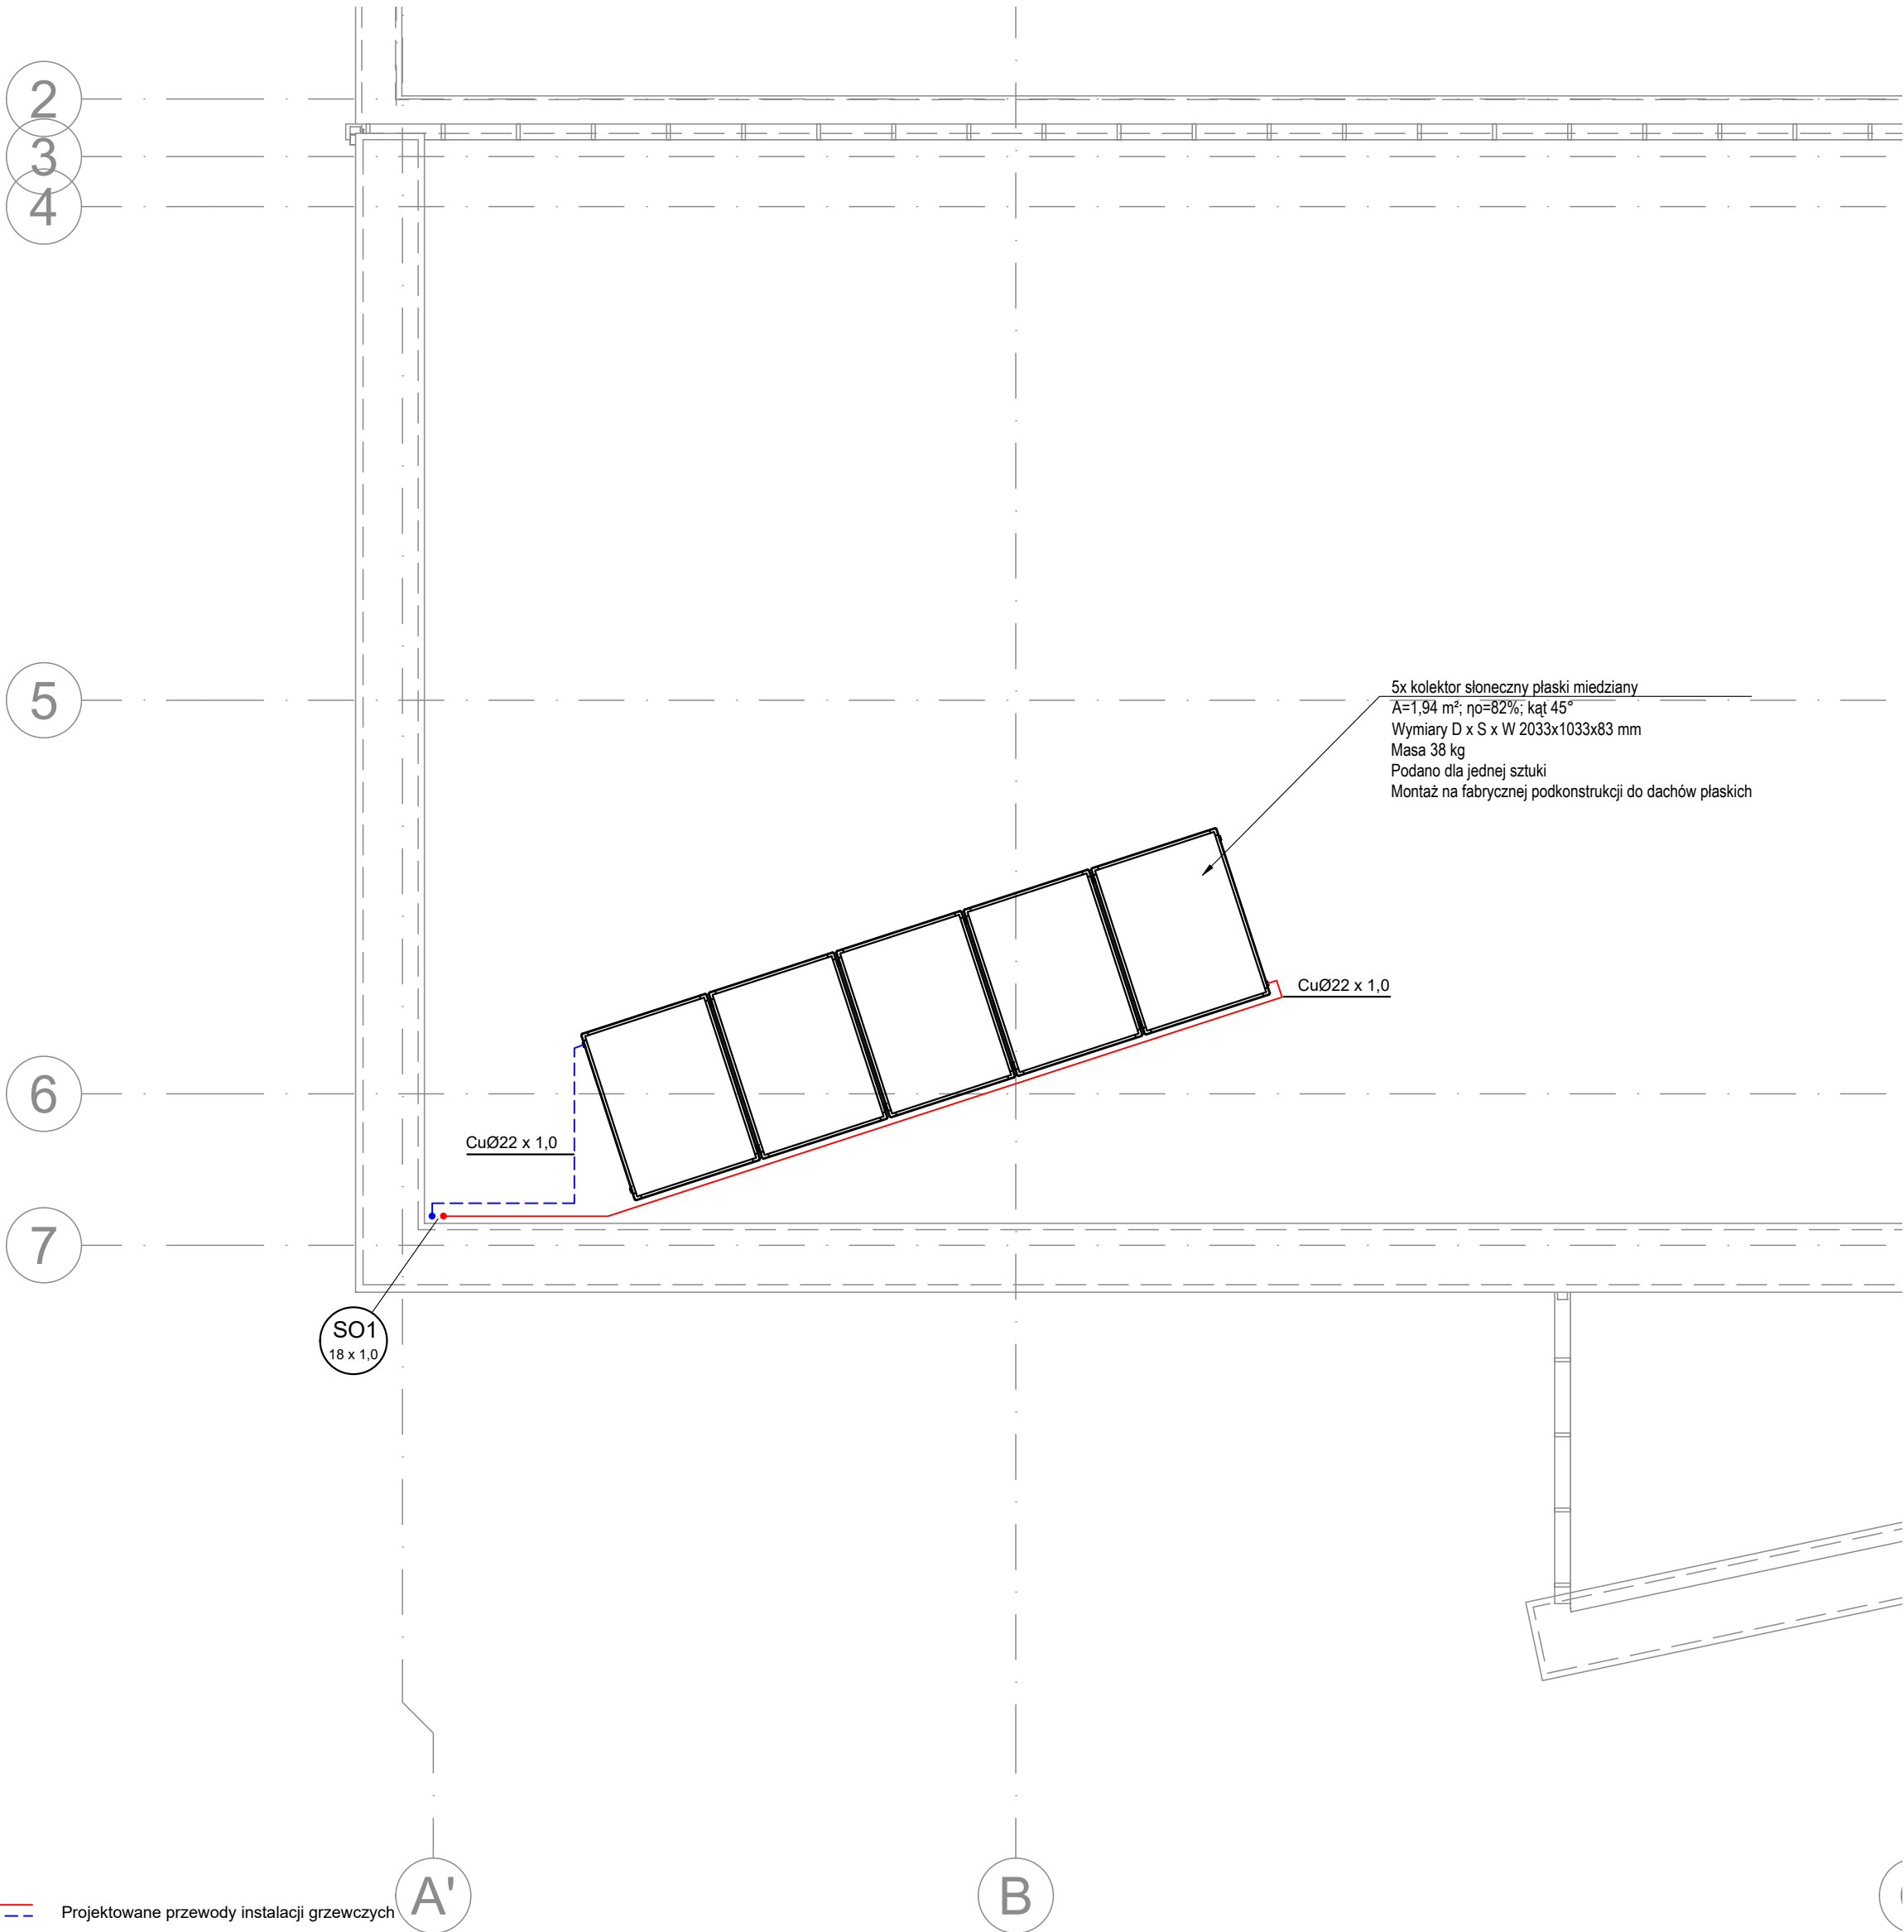 2
3
4
5
5x kolektor słoneczny płaski miedziany
A=1,94 m²; ηo=82%; kąt 45°
Wymiary D x S x W 2033x1033x83 mm
Masa 38 kg
Podano dla jednej sztuki
Montaż na fabrycznej podkonstrukcji do dachów płaskich
CuØ22 x 1,0
6
CuØ22 x 1,0
7
SO1
18 x 1,0
A'
B
Projektowane przewody instalacji grzewczych